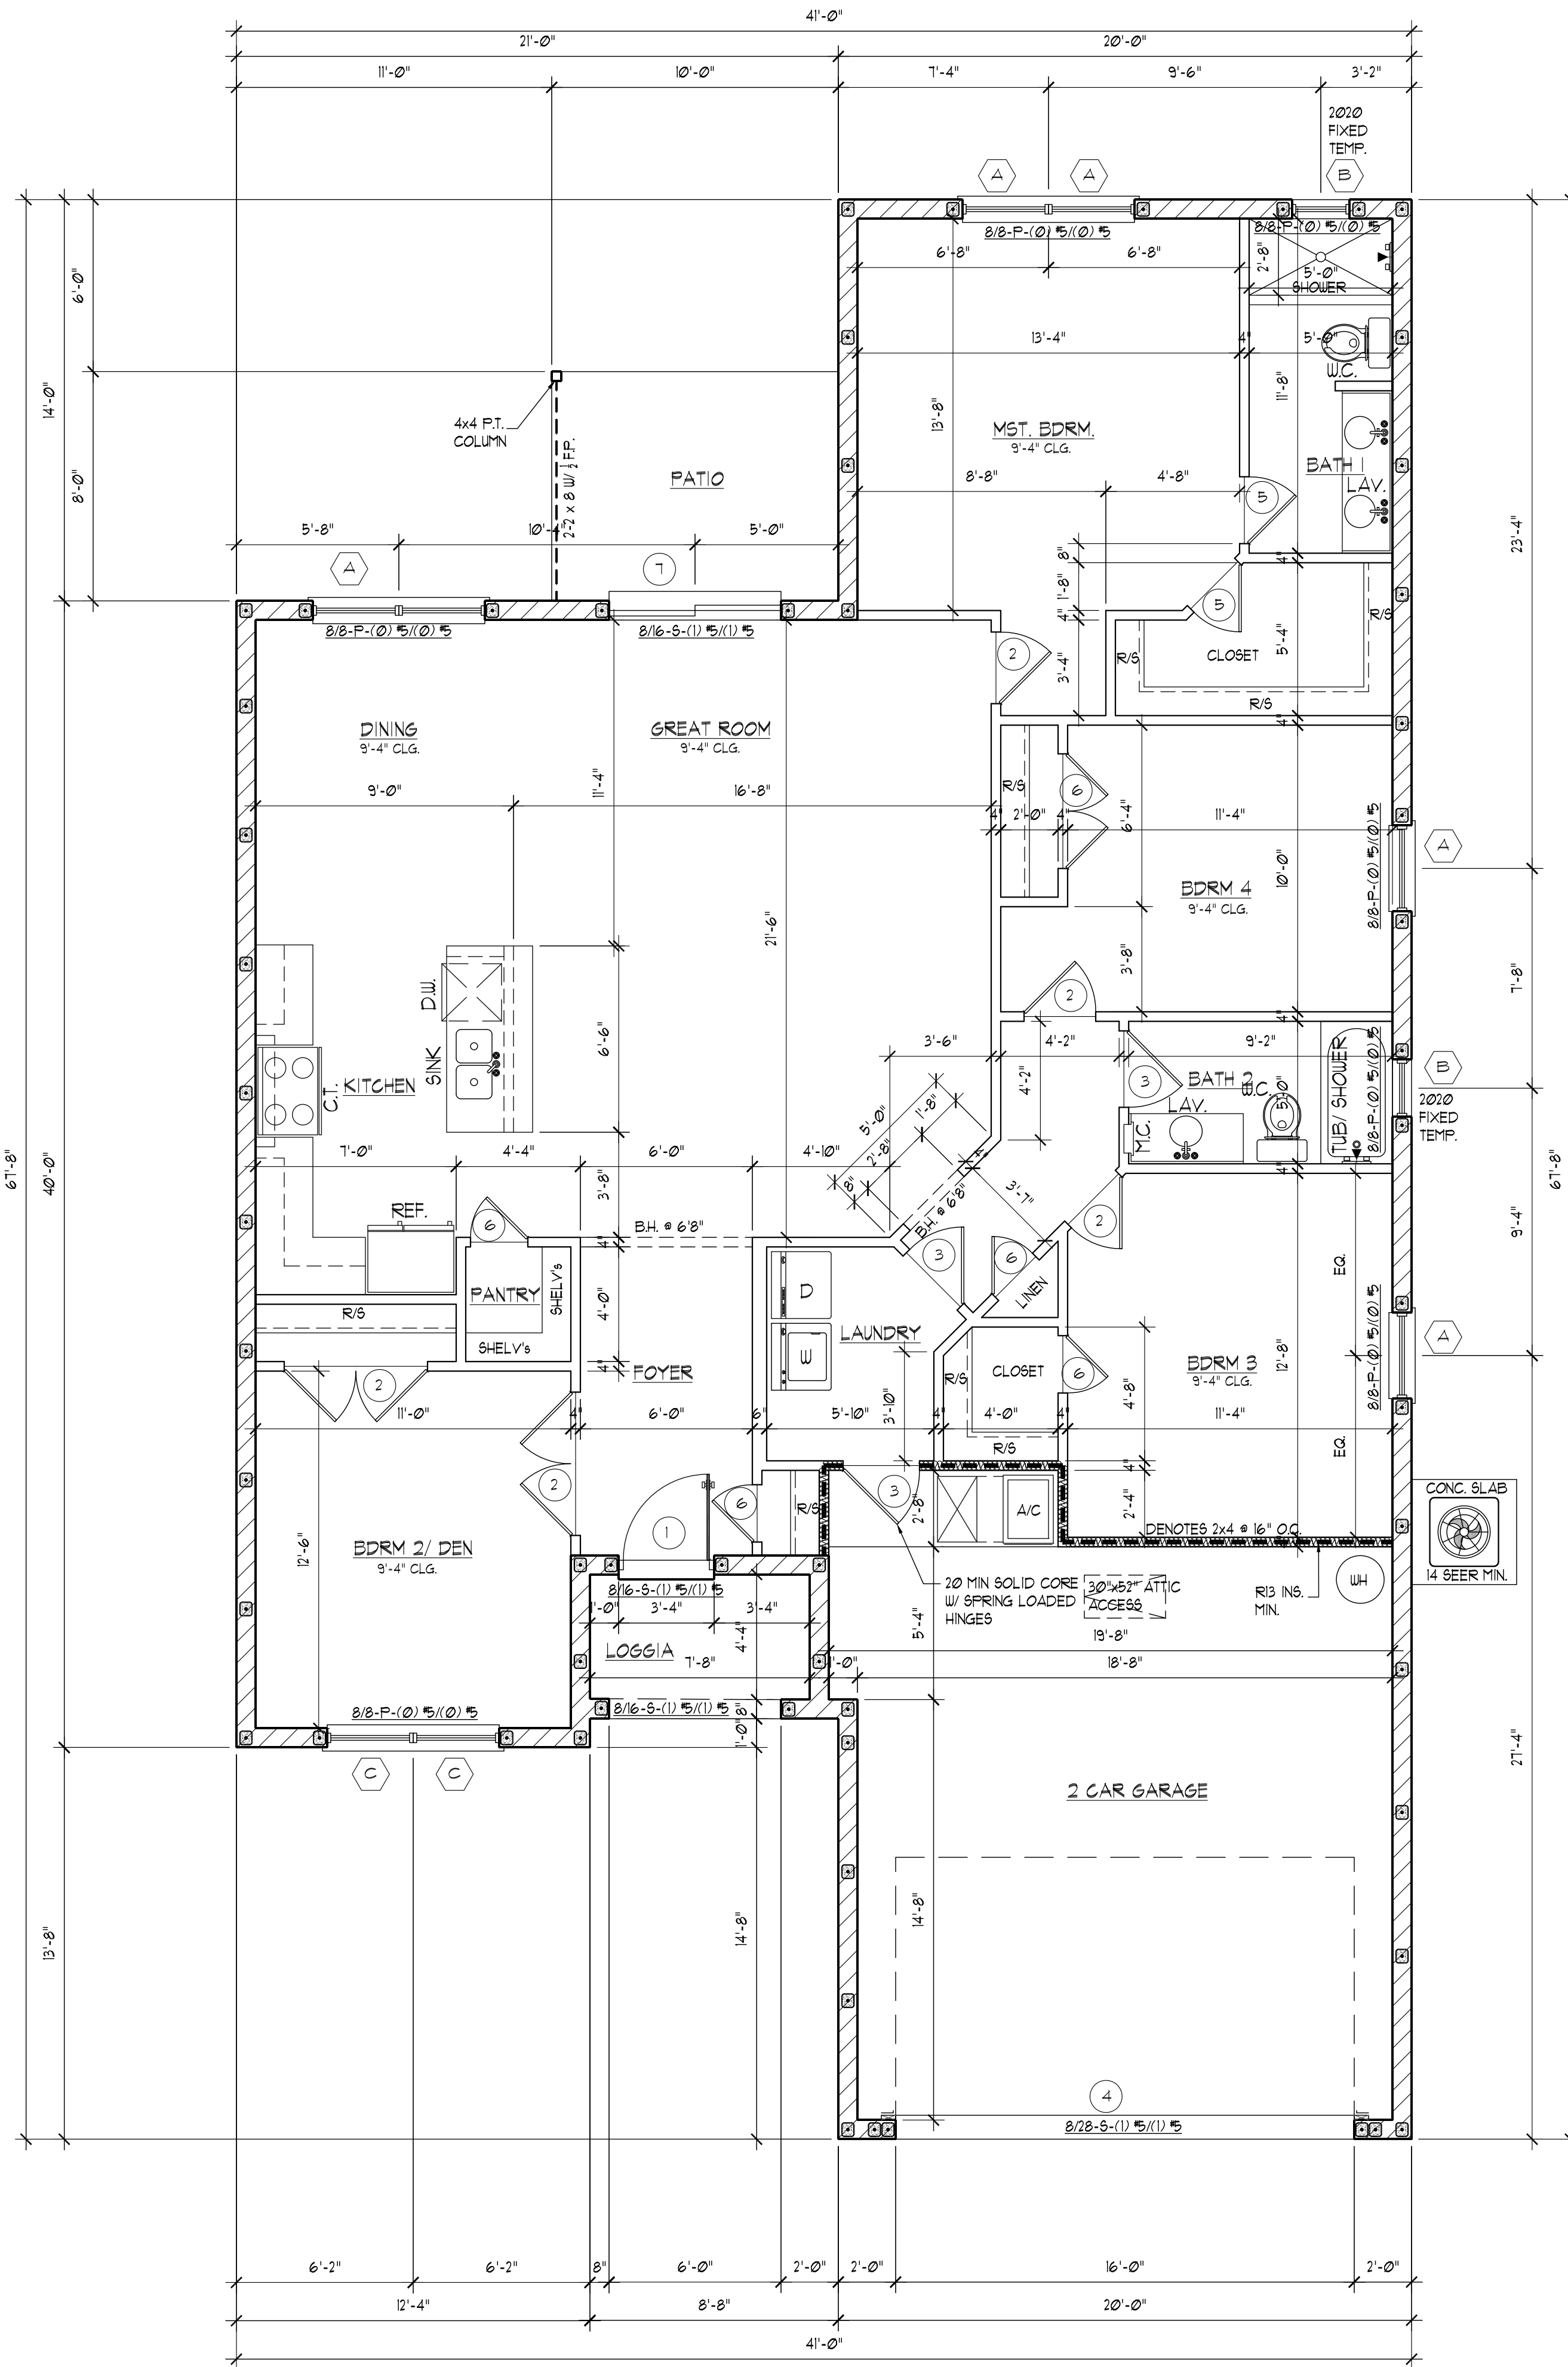 41'-0"
21'-0" 20'-0"
11'-0" 10'-0" 7'-4" 9'-6" 3'-2"
2020
FIXED
TEMP.
A A B
8/8-P-(0) #5/(0) #5 8/8-P-(0) #5/(0) #5
6'-8" 6'-8" 2'-8" 5'-0"
SHOWER
6'-0"
13'-4" 4" 5'-0"
W.C.
14'-0"
11'-8"
13'-8"
4x4 P.T.
COLUMN
MST. BDRM.
9'-4" CLG.
2-2 x 8 W/ 1/2 F.P.
PATIO
BATH 1
LAV.
8'-0"
8'-8" 4'-8"
5
23'-4"
5'-8" 10'-4" 5'-0"
A 7
8" 4"
1'-8"
4"
5
R/S
8/8-P-(0) #5/(0) #5 8/16-S-(1) #5/(1) #5
2
3'-4"
R/S
CLOSET
5'-4"
R/S
4"
DINING
9'-4" CLG.
GREAT ROOM
9'-4" CLG.
11'-4"
9'-0" 16'-8"
R/S
6
4" 2'-0" 4"
6'-4"
11'-4"
8/8-P-(0) #5/(0) #5
A
10'-0"
BDRM 4
9'-4" CLG.
21'-6"
3'-8"
7'-8"
D.W.
SINK
6'-6"
2
4"
3'-6" 4'-2" 9'-2"
4'-2"
C.T.
KITCHEN
3
BATH 2
W.C.
LAV.
M.C.
5'-0"
TUB/ SHOWER
8/8-P-(0) #5/(0) #5
B
2020
FIXED
TEMP.
67'-8"
40'-0"
5'-0"
1'-8"
2'-8"
8"
4"
7'-0" 4'-4" 6'-0" 4'-10"
3'-8"
4"
67'-8"
3'-7"
REF.
6
B.H. @ 6'8"
B.H. @ 6'8"
2
9'-4"
4"
3
6
EQ.
PANTRY
SHELV's
SHELV's
4'-0"
D
LINEN
R/S
LAUNDRY
W
8/8-P-(0) #5/(0) #5
A
4"
FOYER
CLOSET
R/S
6
BDRM 3
9'-4" CLG.
12'-8"
2
3'-10"
4'-8"
11'-0" 4" 6'-0" 6" 5'-10" 4" 4'-0" 4" 11'-4"
R/S
EQ.
4"
2
6
R/S
3
2'-8"
A/C
2'-4"
CONC. SLAB
14 SEER MIN.
1
DENOTES 2x4 @ 16" O.C.
12'-6"
BDRM 2/ DEN
9'-4" CLG.
WH
8/16-S-(1) #5/(1) #5
20 MIN SOLID CORE
W/ SPRING LOADED
HINGES
30"x52" ATTIC
ACCESS
R13 INS.
MIN.
1'-0" 3'-4" 3'-4"
4'-4"
5'-4"
19'-8"
LOGGIA
7'-8" 1'-0" 18'-8"
8/8-P-(0) #5/(0) #5 8/16-S-(1) #5/(1) #5
8"
1'-0"
C C
27'-4"
2 CAR GARAGE
13'-8"
14'-8"
14'-8"
4
8/28-S-(1) #5/(1) #5
6'-2" 6'-2" 8" 6'-0" 2'-0" 2'-0" 16'-0" 2'-0"
12'-4" 8'-8" 20'-0"
41'-0"